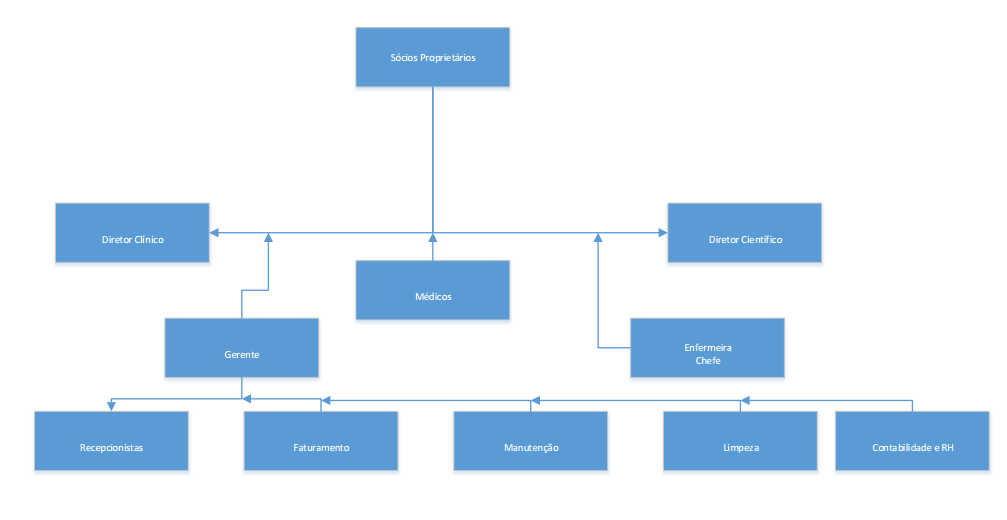 Sócios Proprietários
Diretor Clínico
Diretor Científico
Médicos
Gerente
Enfermeira
Chefe
Recepcionistas
Faturamento
Manutenção
Limpeza
Contabilidade e RH